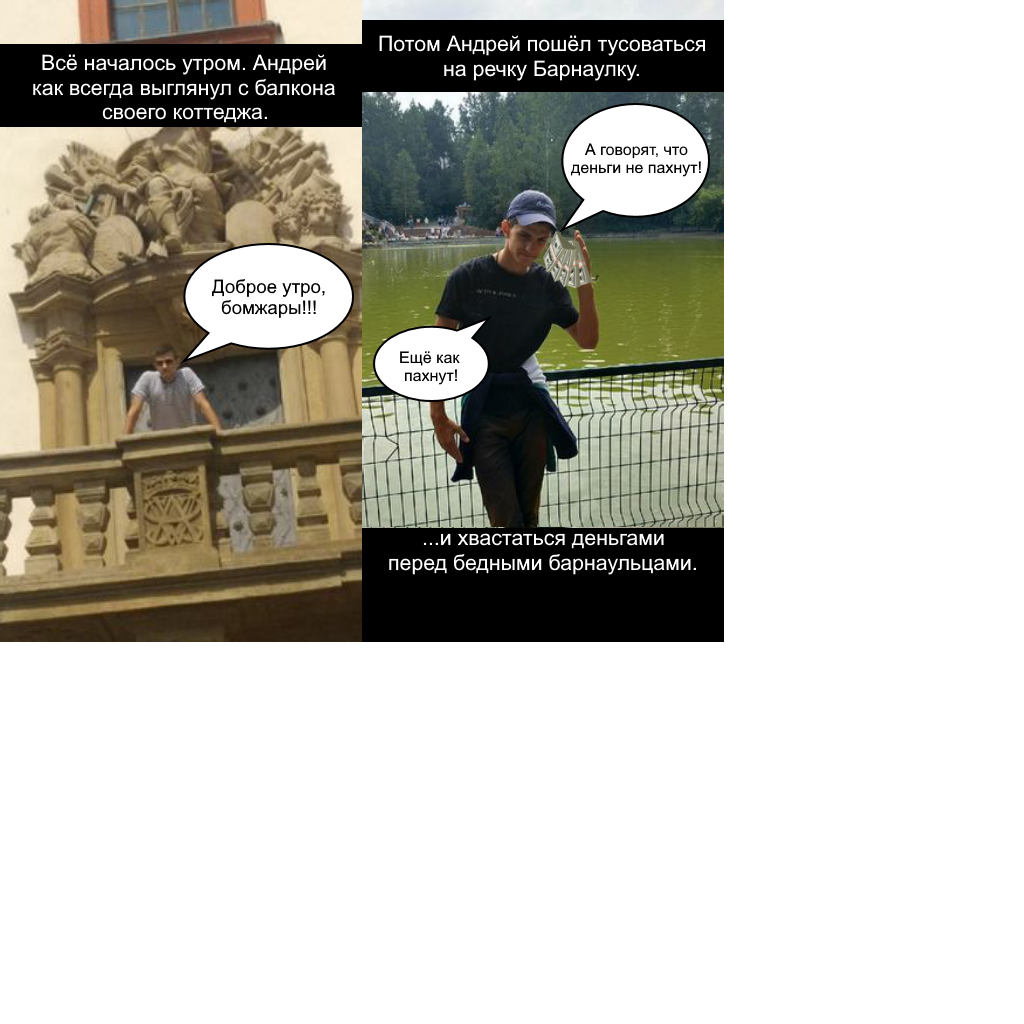 Всё началось утром. Андрей
как всегда выглянул с балкона
своего коттеджа.
Доброе утро,
бомжары!!!
Потом Андрей пошёл тусоваться
на речку Барнаулку.
А говорят, что
деньги не пахнут!
Ещё как
пахнут!
...и хвастаться деньгами
перед бедными барнаульцами.